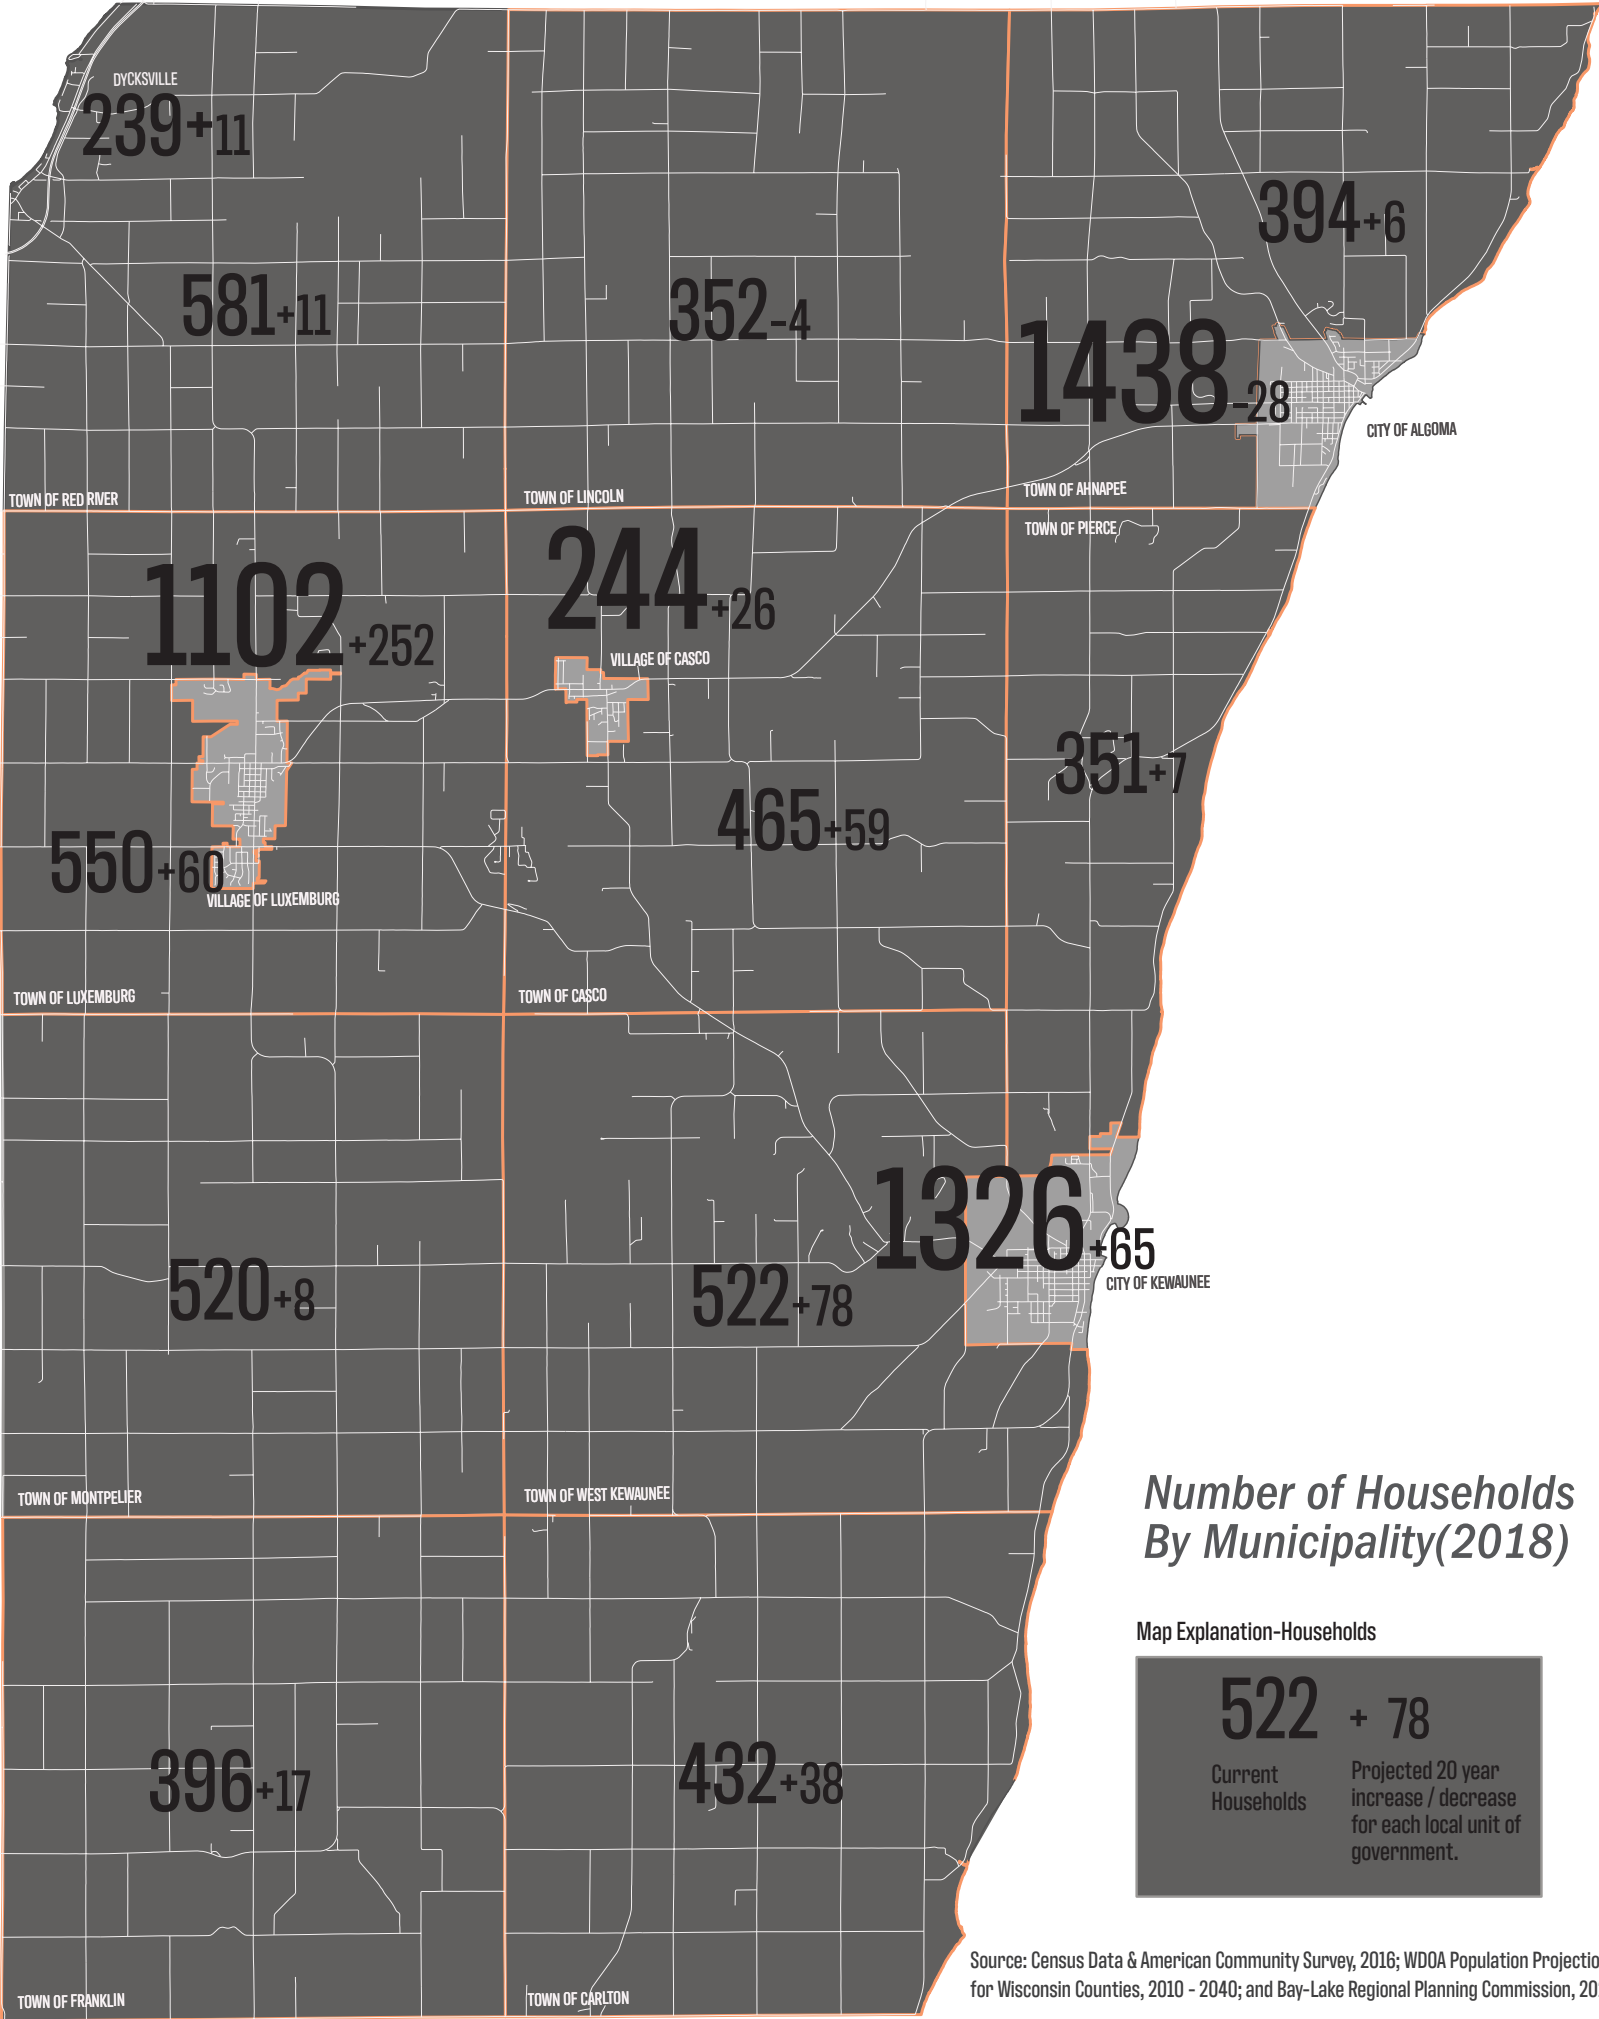 DYCKSVILLE
239+11
394+6
581+11
352-4
1438-28
CITY OF ALGOMA
TOWN OF RED RIVER
TOWN OF LINCOLN
TOWN OF AHNAPEE
TOWN OF PIERCE
1102+252
244+26
VILLAGE OF CASCO
351+7
465+59
550+60
VILLAGE OF LUXEMBURG
TOWN OF LUXEMBURG
TOWN OF CASCO
1326+65
CITY OF KEWAUNEE
520+8
522+78
TOWN OF MONTPELIER
TOWN OF WEST KEWAUNEE
Number of Households
By Municipality(2018)
Map Explanation-Households
522 + 78
Current
Households
Projected 20 year
increase / decrease
for each local unit of
government.
396+17
432+38
Source: Census Data & American Community Survey, 2016; WDOA Population Projectio
for Wisconsin Counties, 2010 - 2040; and Bay-Lake Regional Planning Commission, 20
TOWN OF FRANKLIN
TOWN OF CARLTON